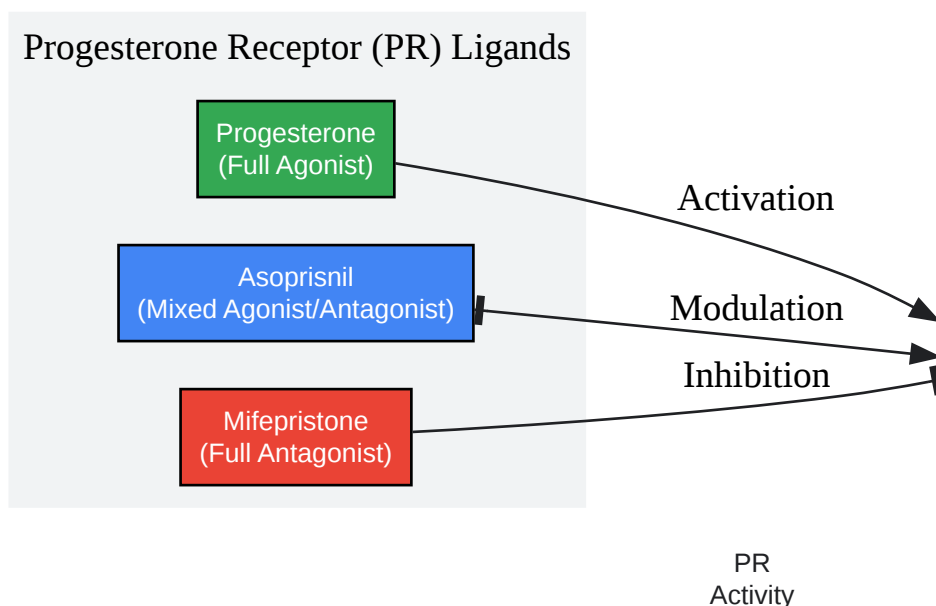 Progesterone Receptor (PR) Ligands
Progesterone
(Full Agonist)
Activation
Asoprisnil
(Mixed Agonist/Antagonist)
Modulation
Inhibition
Mifepristone
(Full Antagonist)
PR
Activity